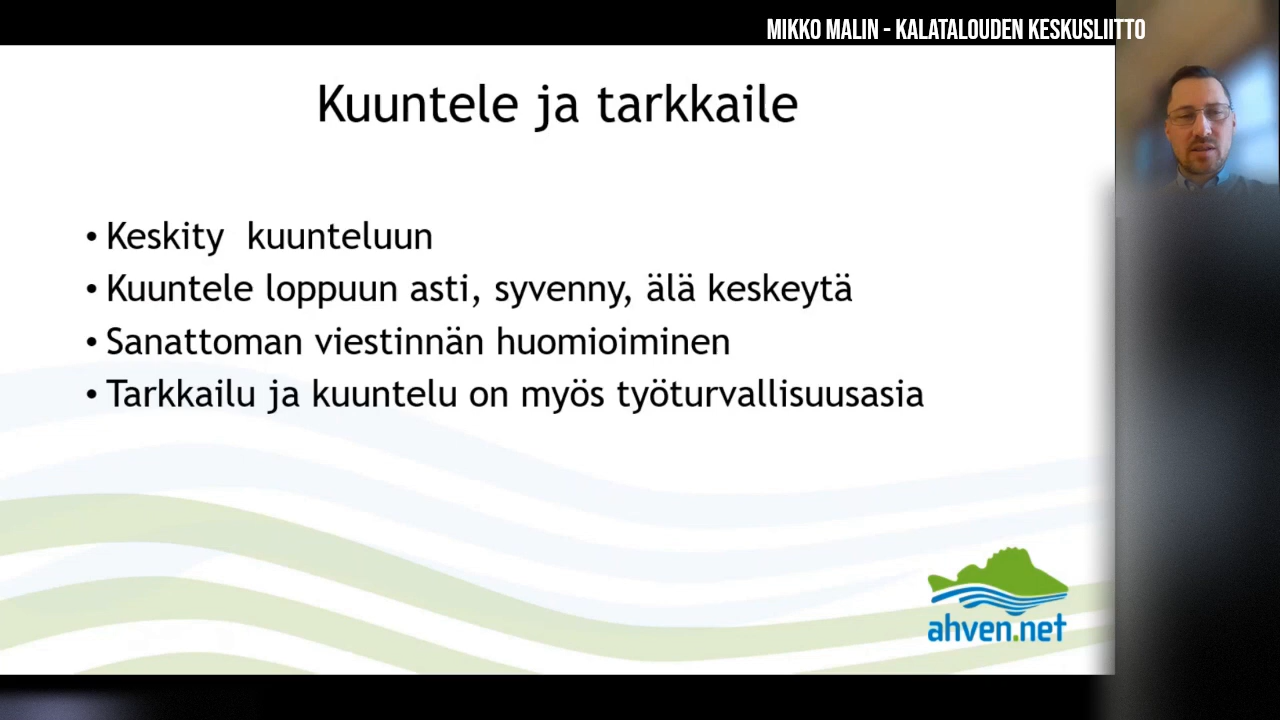 MIKKO MALIN - KALATALOUDEN KESKUSLIITTO
Kuuntele ja tarkkaile
• Keskity  kuunteluun
• Kuuntele loppuun asti, syvenny, älä keskeytä
• Sanattoman viestinnän huomioiminen
• Tarkkailu ja kuuntelu on myös työturvallisuusasia
ahven.net